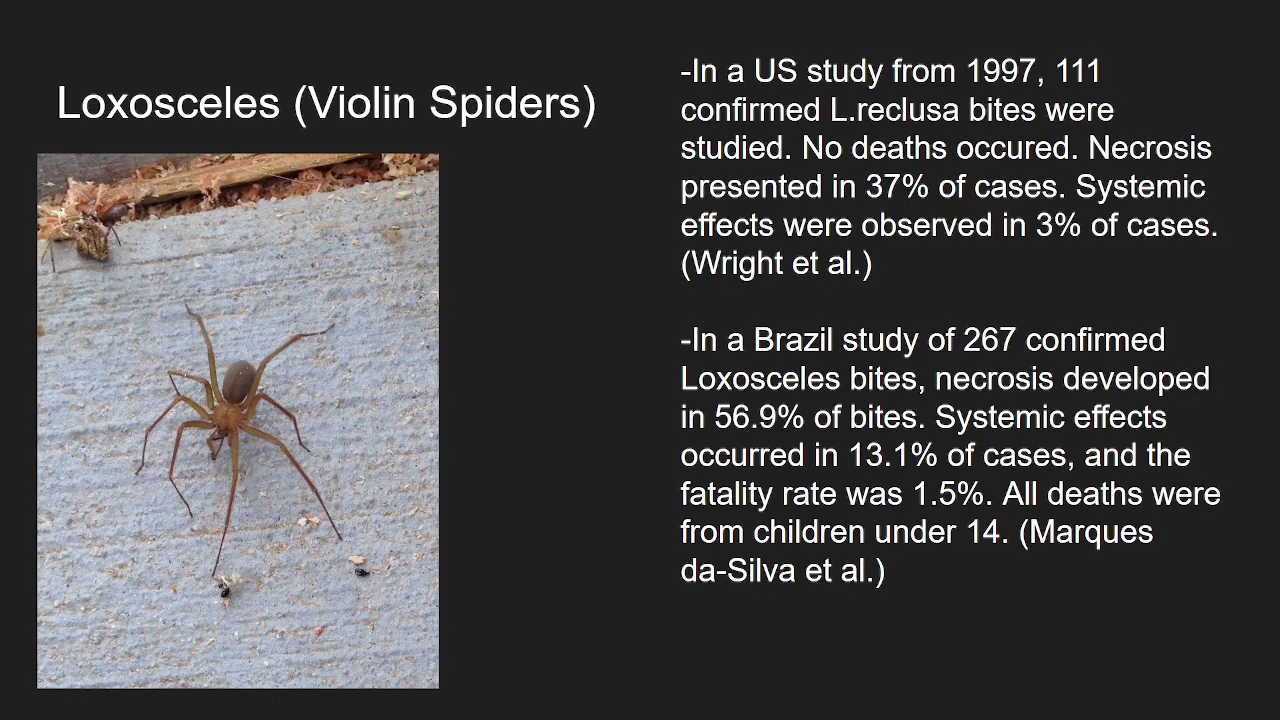 Loxosceles (Violin Spiders)
-In a US study from 1997, 111
confirmed L.reclusa bites were
studied. No deaths occured. Necrosis
presented in 37% of cases. Systemic
effects were observed in 3% of cases.
(Wright et al.)
-In a Brazil study of 267 confirmed
Loxosceles bites, necrosis developed
in 56.9% of bites. Systemic effects
occurred in 13.1% of cases, and the
fatality rate was 1.5%. All deaths were
from children under 14. (Marques
da-Silva et al.)